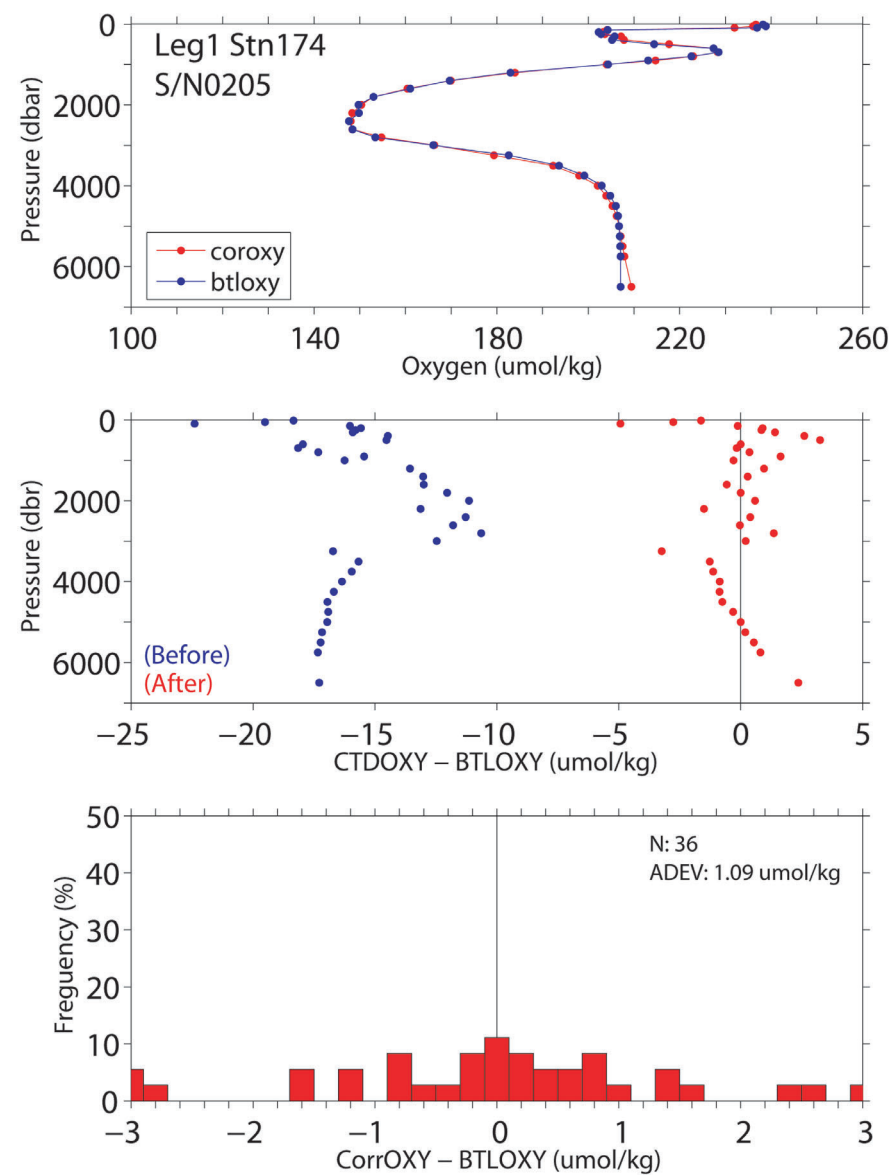 0
2000
4000
6000
Pressure (dbar)
Leg1 Stn174
S/N0205
coroxy
btloxy
100 140 180 220 260
Oxygen (umol/kg)
0
2000
4000
6000
Pressure (dbr)
(Before)
(After)
−25 −20 −15 −10 −5 0 5
CTDOXY − BTLOXY (umol/kg)
50
40
30
20
10
0
Freguency (%)
N: 36
ADEV: 1.09 umol/kg
−3 −2 −1 0 1 2 3
CorrOXY − BTLOXY (umol/kg)